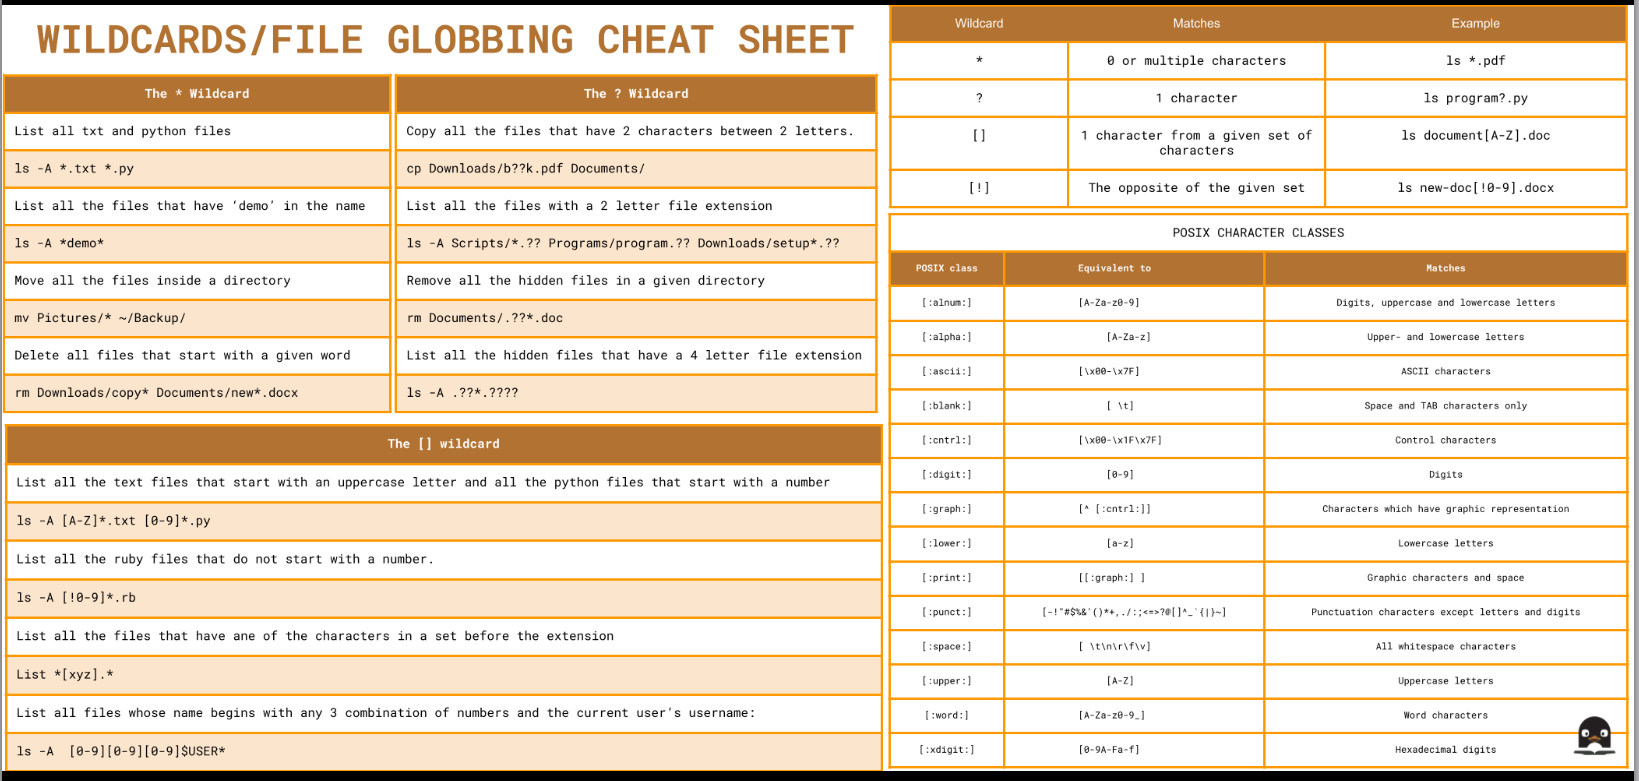 WILDCARDS/FILE GLOBBING CHEAT SHEET
The * Wildcard
List all txt and python files
ls -A *.txt *.py
List all the files that have ‘demo’ in the name
ls -A *demo*
Move all the files inside a directory
mv Pictures/* ~/Backup/
Delete all files that start with a given word
rm Downloads/copy* Documents/new*.docx
The ? Wildcard
Copy all the files that have 2 characters between 2 letters.
cp Downloads/b??k.pdf Documents/
List all the files with a 2 letter file extension
ls -A Scripts/*.?? Programs/program.?? Downloads/setup*.??
Remove all the hidden files in a given directory
rm Documents/.??*.doc
List all the hidden files that have a 4 letter file extension
ls -A .??*.????
The [] wildcard
List all the text files that start with an uppercase letter and all the python files that start with a number
ls -A [A-Z]*.txt [0-9]*.py
List all the ruby files that do not start with a number.
ls -A [!0-9]*.rb
List all the files that have ane of the characters in a set before the extension
List *[xyz].*
List all files whose name begins with any 3 combination of numbers and the current user’s username:
ls -A  [0-9][0-9][0-9]$USER*
Wildcard Matches Example
* 0 or multiple characters ls *.pdf
? 1 character ls program?.py
[] 1 character from a given set of ls document[A-Z].doc
characters
[!] The opposite of the given set ls new-doc[!0-9].docx
POSIX CHARACTER CLASSES
POSIX class Equivalent to Matches
[:alnum:] [A-Za-z0-9] Digits, uppercase and lowercase letters
[:alpha:] [A-Za-z] Upper- and lowercase letters
[:ascii:] [\x00-\x7F] ASCII characters
[:blank:] [ \t] Space and TAB characters only
[:cntrl:] [\x00-\x1F\x7F] Control characters
[:digit:] [0-9] Digits
[:graph:] [^ [:cntrl:]] Characters which have graphic representation
[:lower:] [a-z] Lowercase letters
[:print:] [[:graph:] ] Graphic characters and space
[:punct:] [-!"#$%&'()*+,./:;<=>?@[]^_`{|}~] Punctuation characters except letters and digits
[:space:] [ \t\n\r\f\v] All whitespace characters
[:upper:] [A-Z] Uppercase letters
[:word:] [A-Za-z0-9_] Word characters
[:xdigit:] [0-9A-Fa-f] Hexadecimal digits